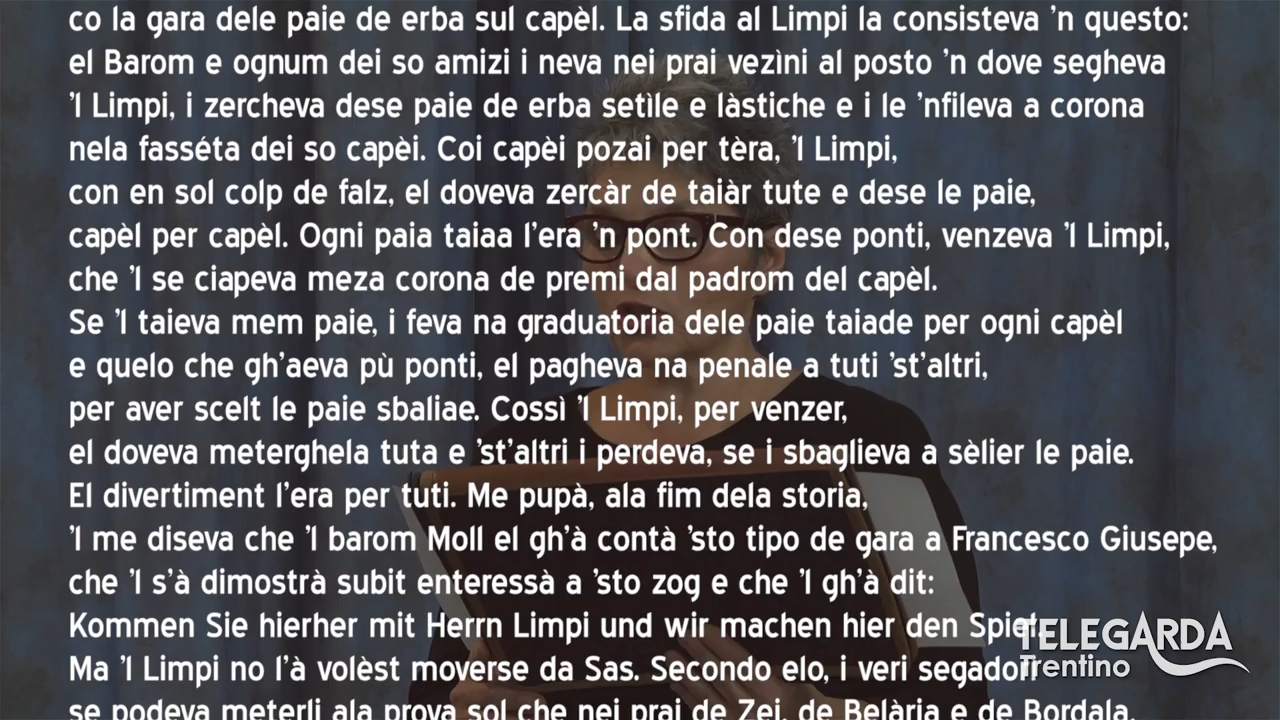 co la gara dele paie de erba sul capèl. La sfida al Limpi la consisteva 'n questo:
el Barom e ognum dei so amizi i neva nei prai vezìni al posto 'n dove segheva
'l Limpi, i zercheva dese paie de erba setìle e làstiche e i le 'nfileva a corona
nela fasséta dei so capèi. Coi capèi pozai per tèra, 'l Limpi,
con en sol colp de falz, el doveva zercàr de taiàr tute e dese le paie,
capèl per capèl. Ogni paia taiaa l'era 'n pont. Con dese ponti, venzeva 'l Limpi,
che 'l se ciapeva meza corona de premi dal padrom del capèl.
Se 'l taieva mem paie, i feva na graduatoria dele paie taiade per ogni capèl
e quelo che gh'aeva pù ponti, el pagheva na penale a tuti 'st'altri,
per aver scelt le paie sbaliae. Cossì 'l Limpi, per venzer,
el doveva meterghela tuta e 'st'altri i perdeva, se i sbaglieva a sèlier le paie.
El divertiment l'era per tuti. Me pupà, ala fim dela storia,
'l me diseva che 'l barom Moll el gh'à contà 'sto tipo de gara a Francesco Giusepe,
che 'l s'à dimostrà subit enteressà a 'sto zog e che 'l gh'à dit:
Kommen Sie hierher mit Herrn Limpi und wir machen hier den Spiel.
Ma 'l Limpi no l'à volèst moverse da Sas. Secondo elo, i veri segadori
se podeva meterli ala prova sol che nei prai de Zei, de Belària e de Bordala.
TELEGARDA
Trentino